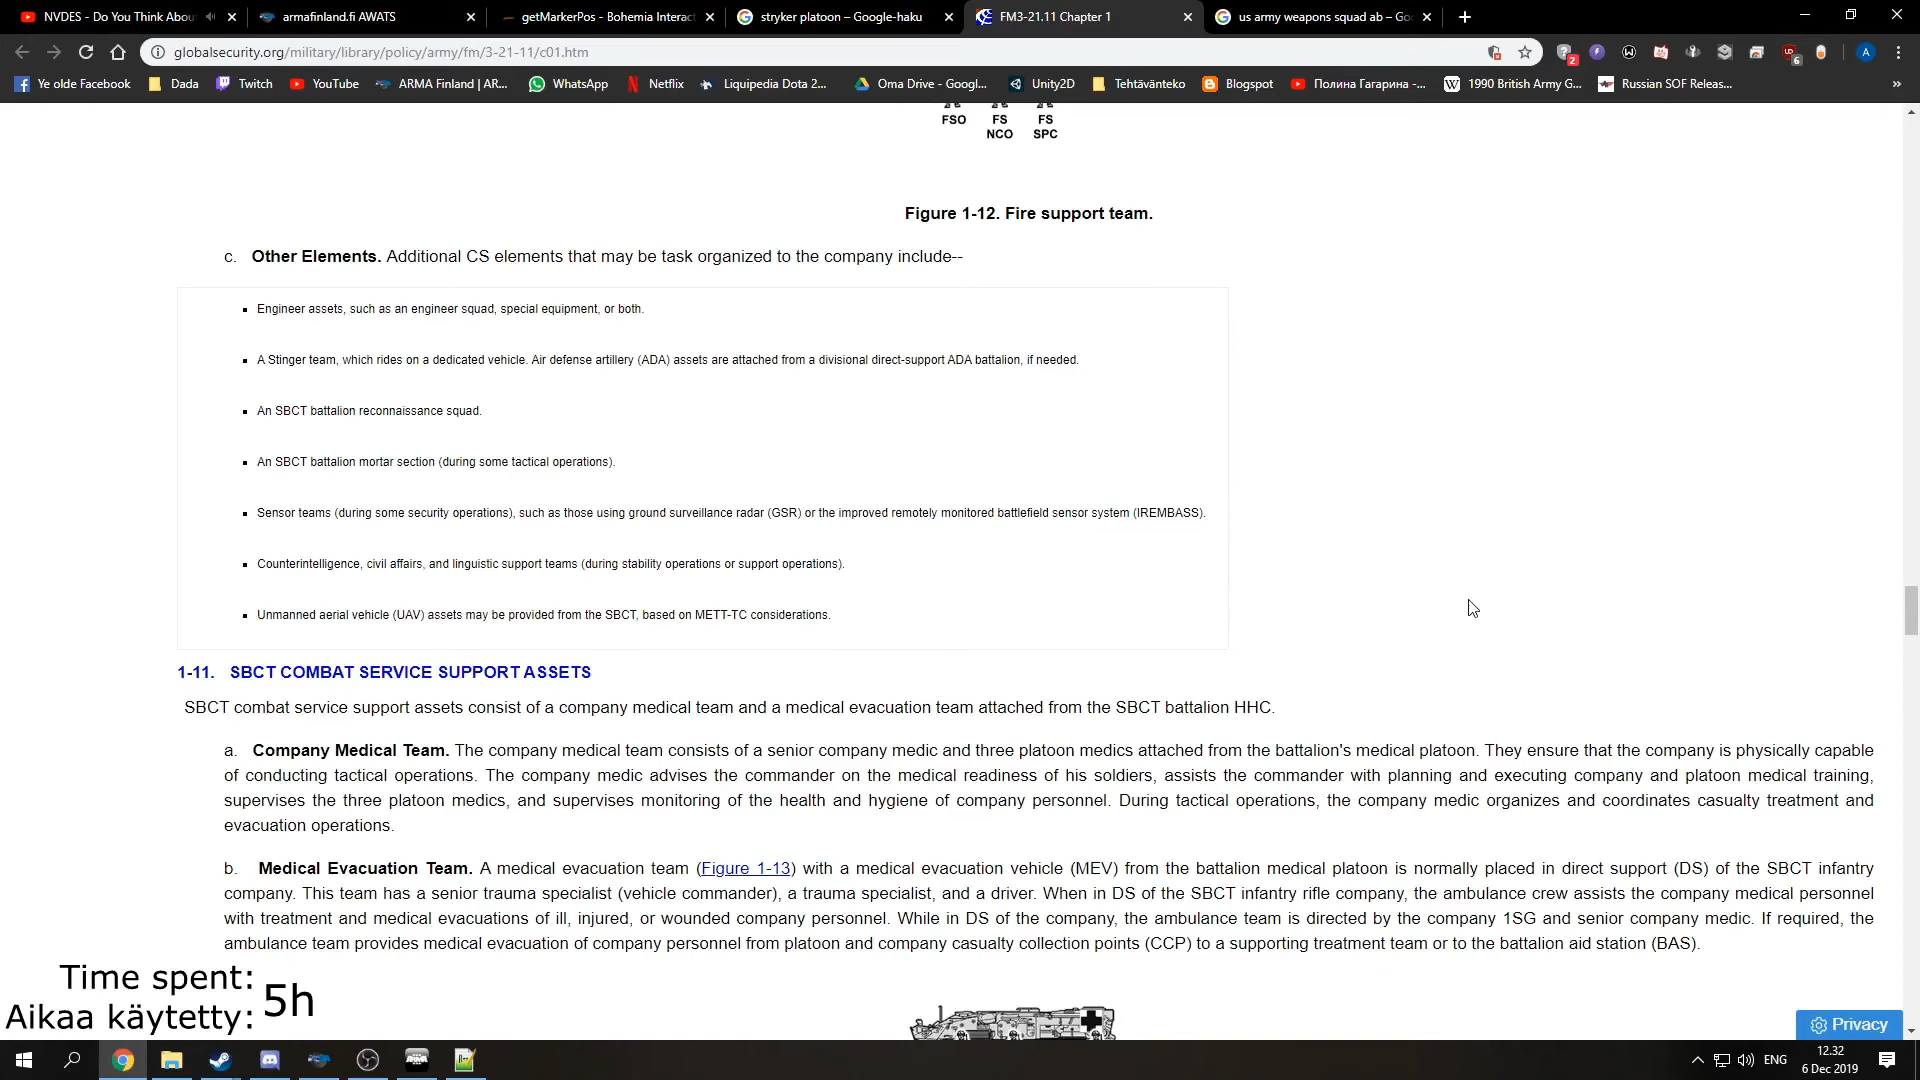 NVDES - Do You Think Abou
armafinland.fi AWATS
getMarkerPos - Bohemia Interact
stryker platoon – Google-haku
FM3-21.11 Chapter 1
us army weapons squad ab – Go
globalsecurity.org/military/library/policy/army/fm/3-21-11/c01.htm
2
6
A
Ye olde Facebook
Dada
Twitch
YouTube
ARMA Finland | AR...
WhatsApp
Netflix
Liquipedia Dota 2...
Oma Drive - Googl...
Unity2D
Tehtävänteko
Blogspot
Полина Гагарина -...
1990 British Army G...
Russian SOF Releas...
»
FSO
FS
NCO
FS
SPC
Figure 1-12. Fire support team.
c. Other Elements. Additional CS elements that may be task organized to the company include--
Engineer assets, such as an engineer squad, special equipment, or both.
A Stinger team, which rides on a dedicated vehicle. Air defense artillery (ADA) assets are attached from a divisional direct-support ADA battalion, if needed.
An SBCT battalion reconnaissance squad.
An SBCT battalion mortar section (during some tactical operations).
Sensor teams (during some security operations), such as those using ground surveillance radar (GSR) or the improved remotely monitored battlefield sensor system (IREMBASS).
Counterintelligence, civil affairs, and linguistic support teams (during stability operations or support operations).
Unmanned aerial vehicle (UAV) assets may be provided from the SBCT, based on METT-TC considerations.
1-11. SBCT COMBAT SERVICE SUPPORT ASSETS
SBCT combat service support assets consist of a company medical team and a medical evacuation team attached from the SBCT battalion HHC.
a. Company Medical Team. The company medical team consists of a senior company medic and three platoon medics attached from the battalion's medical platoon. They ensure that the company is physically capable
of conducting tactical operations. The company medic advises the commander on the medical readiness of his soldiers, assists the commander with planning and executing company and platoon medical training,
supervises the three platoon medics, and supervises monitoring of the health and hygiene of company personnel. During tactical operations, the company medic organizes and coordinates casualty treatment and
evacuation operations.
b. Medical Evacuation Team. A medical evacuation team (Figure 1-13) with a medical evacuation vehicle (MEV) from the battalion medical platoon is normally placed in direct support (DS) of the SBCT infantry
company. This team has a senior trauma specialist (vehicle commander), a trauma specialist, and a driver. When in DS of the SBCT infantry rifle company, the ambulance crew assists the company medical personnel
with treatment and medical evacuations of ill, injured, or wounded company personnel. While in DS of the company, the ambulance team is directed by the company 1SG and senior company medic. If required, the
ambulance team provides medical evacuation of company personnel from platoon and company casualty collection points (CCP) to a supporting treatment team or to the battalion aid station (BAS).
Time spent:
Aikaa käytetty:
5h
Privacy
ENG
12.32
6 Dec 2019